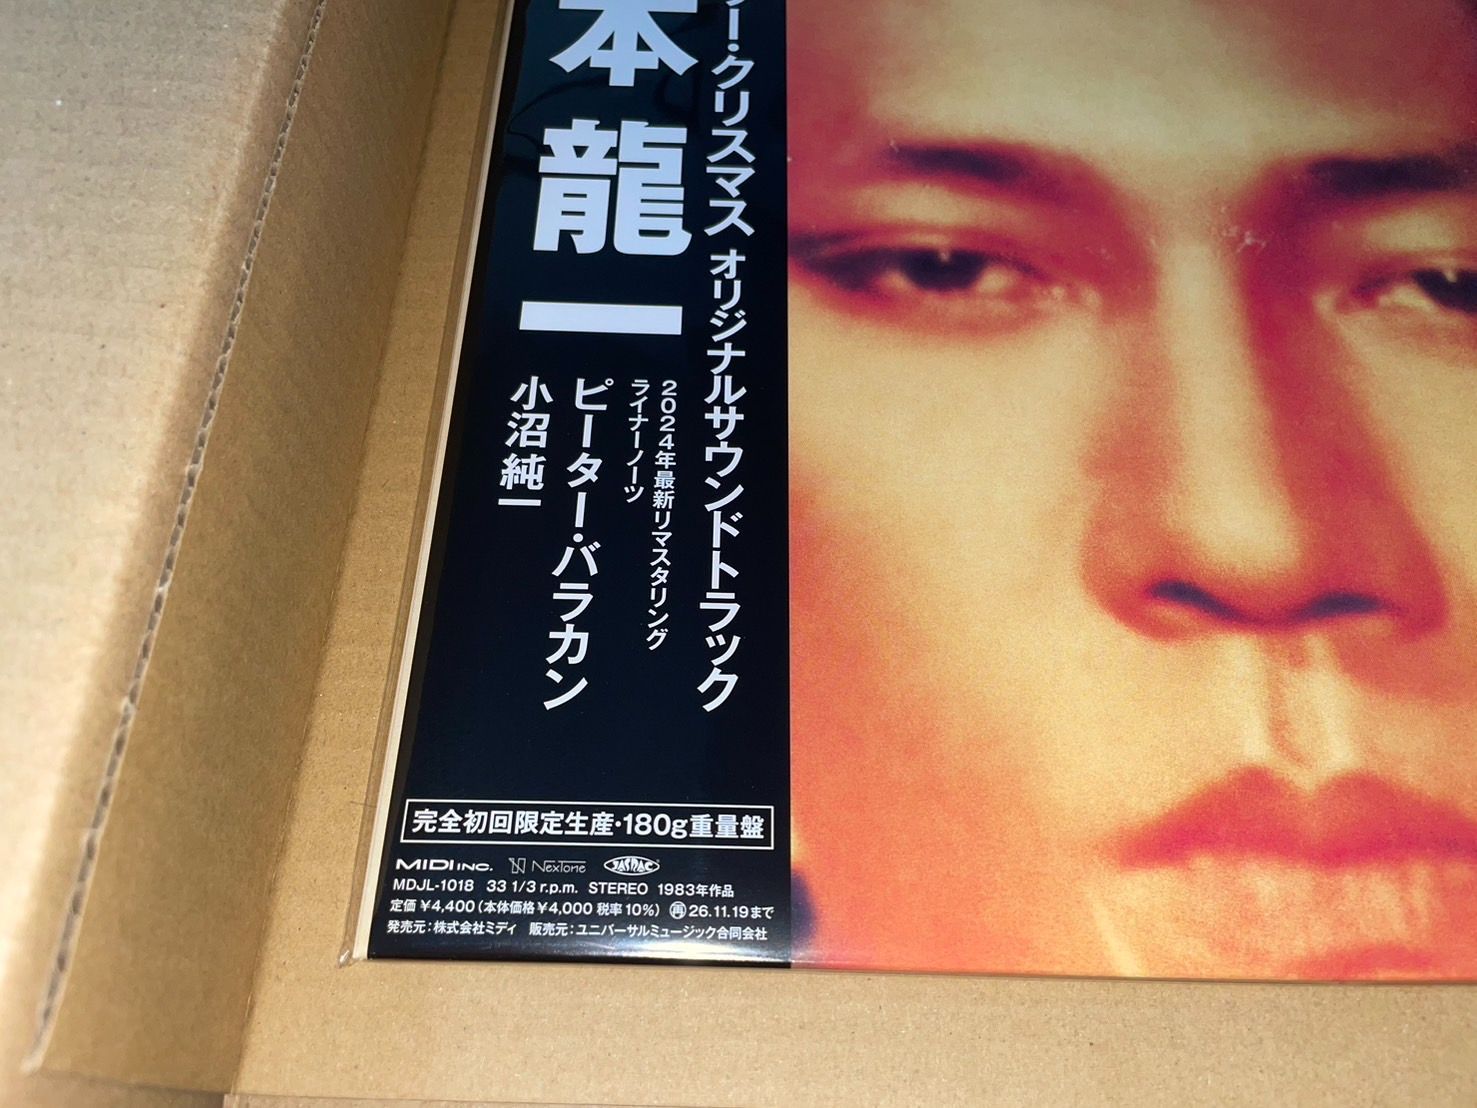 ー・クリスマス オリジナルサウンドトラック
本龍一
2024年最新リマスタリング
ライナーノーツ
ピーター・バラカン
小沼純一
完全初回限定生産・180g重量盤
MIDI INC. NexTone JASRAC
MDJL-1018 33 1/3 r.p.m. STEREO 1983年作品
定価￥4,400(本体価格￥4,000 税率10%) 再 26.11.19まで
発売元:株式会社ミディ 販売元:ユニバーサルミュージック合同会社